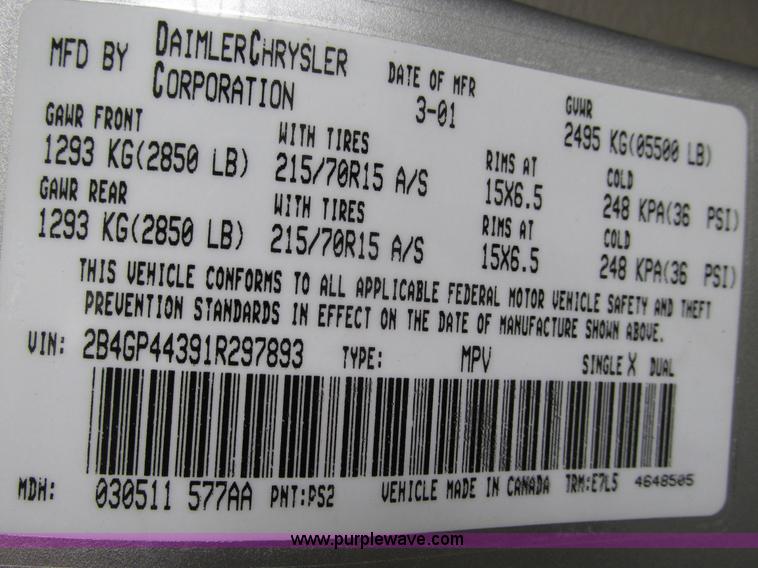 MFD BY DAIMLERCHRYSLER CORPORATION
DATE OF MFR
3-01
GVWR
2495 KG(05500 LB)
GAWR FRONT WITH TIRES RIMS AT COLD
1293 KG(2850 LB) 215/70R15 A/S 15X6.5 248 KPA(36 PSI)
GAWR REAR WITH TIRES RIMS AT COLD
1293 KG(2850 LB) 215/70R15 A/S 15X6.5 248 KPA(36 PSI)
THIS VEHICLE CONFORMS TO ALL APPLICABLE FEDERAL MOTOR VEHICLE SAFETY AND THEFT
PREVENTION STANDARDS IN EFFECT ON THE DATE OF MANUFACTURE SHOWN ABOVE.
VIN: 2B4GP44391R297893 TYPE: MPV SINGLE X DUAL
MDH: 030511 577AA PNT:PS2 VEHICLE MADE IN CANADA TRM:E7L5 4648505
www.purplewave.com